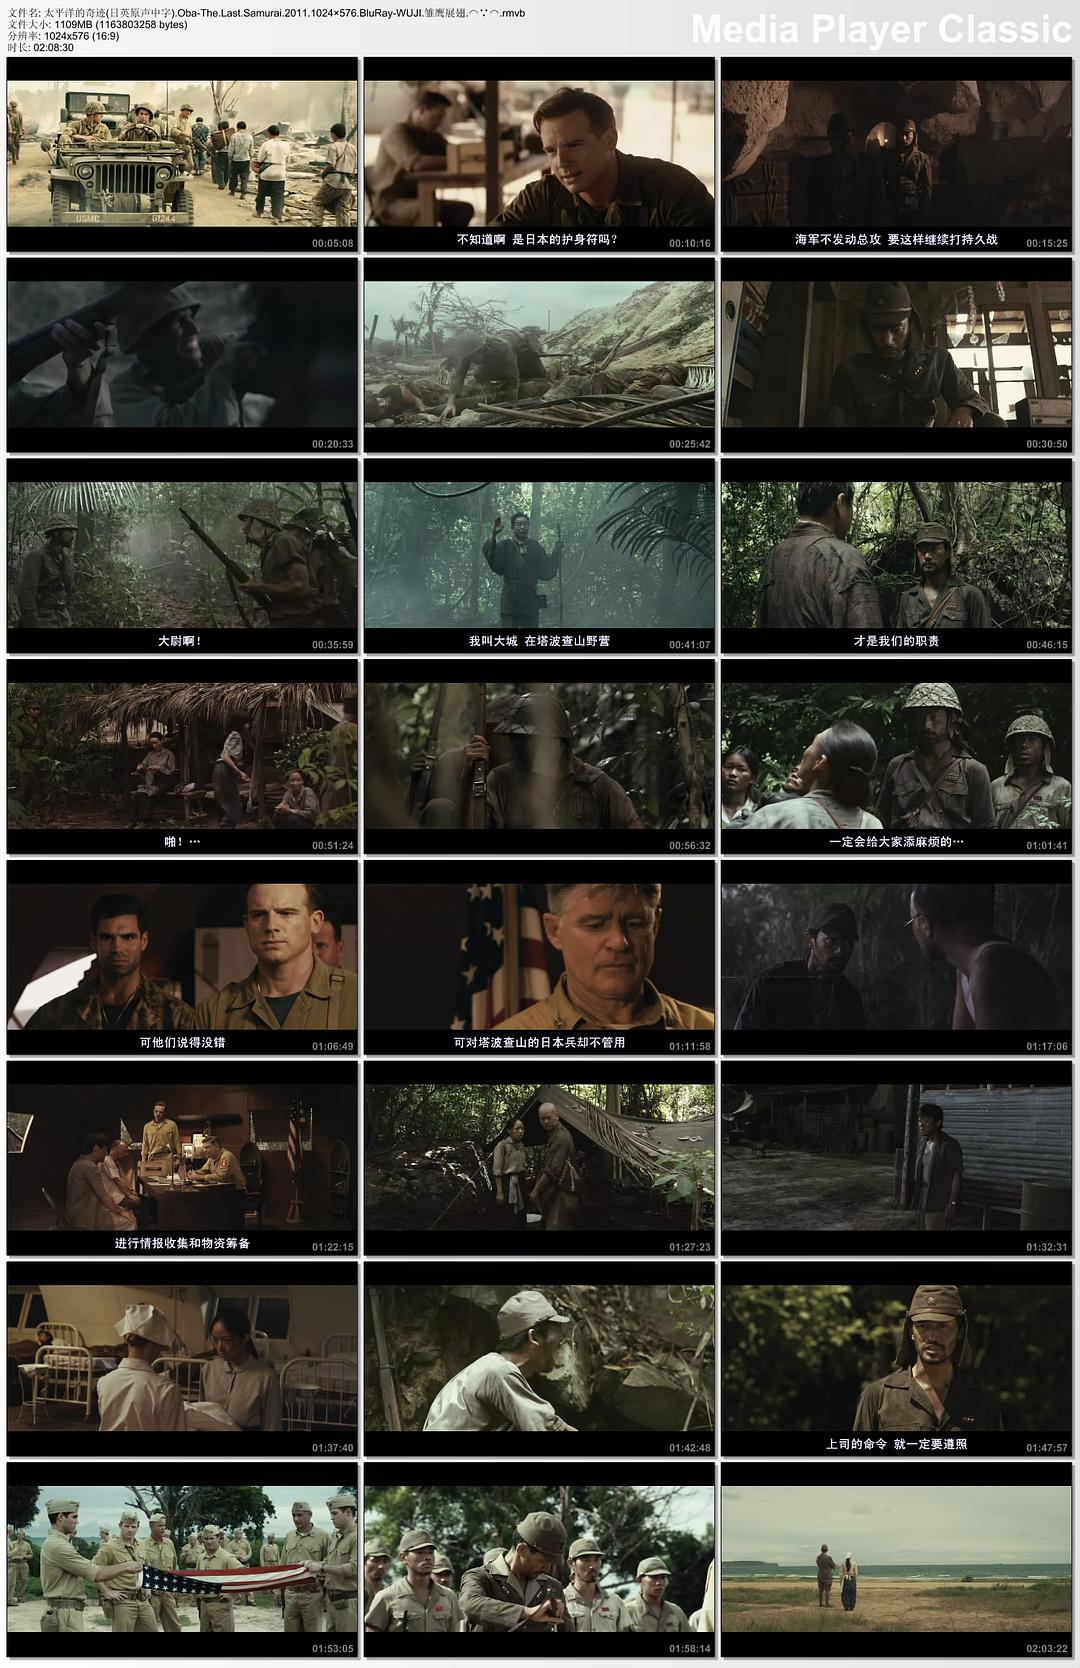 文件名: 太平洋的奇迹(日英原声中字).Oba-The.Last.Samurai.2011.1024×576.BluRay-WUJI.雏鹰展翅.◠∵◠.rmvb
文件大小: 1109MB (1163803258 bytes)
分辨率: 1024x576 (16:9)
时长: 02:08:30
Media Player Classic
USMC 61244
00:05:08
不知道啊 是日本的护身符吗?
00:10:16
海军不发动总攻 要这样继续打持久战
00:15:25
00:20:33
00:25:42
00:30:50
大尉啊!
00:35:59
我叫大城 在塔波查山野营
00:41:07
才是我们的职责
00:46:15
啪! …
00:51:24
00:56:32
一定会给大家添麻烦的…
01:01:41
可他们说得没错
01:06:49
可对塔波查山的日本兵却不管用
01:11:58
01:17:06
进行情报收集和物资筹备
01:22:15
01:27:23
01:32:31
01:37:40
01:42:48
上司的命令 就一定要遵照
01:47:57
01:53:05
01:58:14
02:03:22